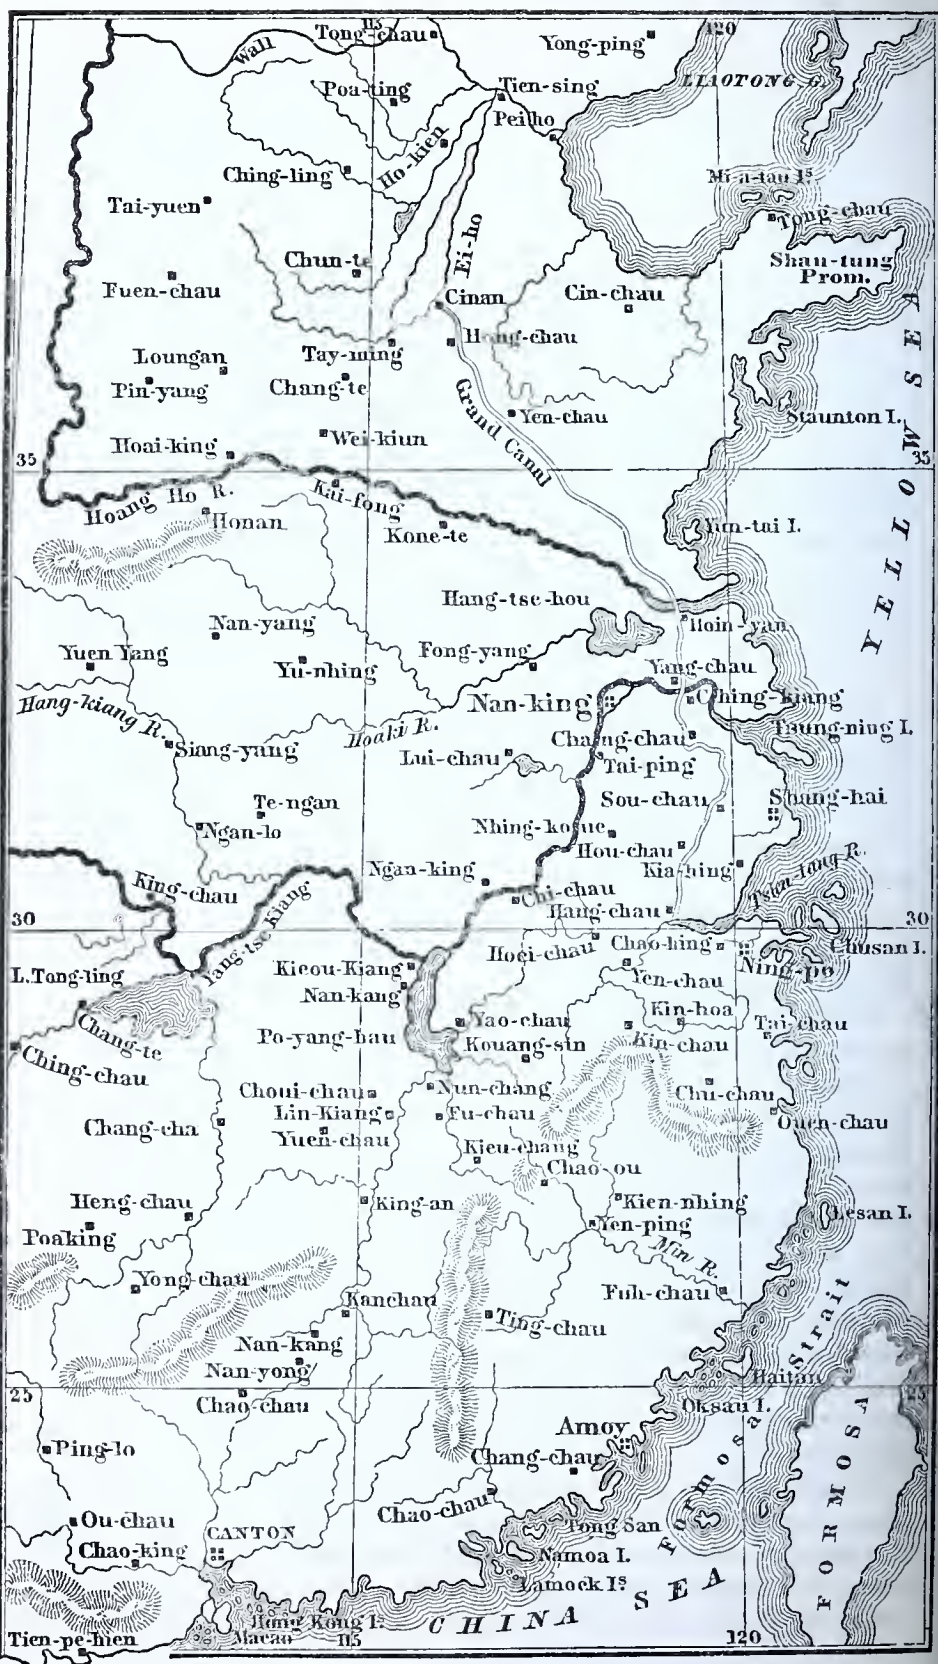 115
120
Wall
Tong-chau
Yong-ping
LIAOTONG G.
Poa-ting
Tien-sing
Pei ho
Ho-kien
Ching-ling
Mi-a-tau Is
Tong-chau
Tai-yuen
Ei-ho
Shan-tung
Prom.
Chun-te
Fuen-chau
Cinan
Cin-chau
YELLOW SEA
Hong-chau
Loungan
Tay-ming
Pin-yang
Chang-te
Grand Canal
Yen-chau
Staunton I.
Hoai-king
Wei-kiun
35
35
Hoang Ho R.
Kai-fong
Honan
Kone-te
Yun-tai I.
Hang-tse-hou
Hoin-yan
Nan-yang
Yuen Yang
Yu-nhing
Fong-yang
Yang-chau
Hang-kiang R.
Nan-king
Ching-kiang
Hoaki R.
Tsung-ning I.
Siang-yang
Chang-chau
Lui-chau
Tai-ping
Te-ngan
Sou-chau
Shang-hai
Ngan-lo
Nhing-koue
Hou-chau
Kia-hing
Tsien-tang R.
Ngan-king
King-chau
Chi-chau
Hang-chau
30
30
Yang-tse Kiang
Hoei-chau
Chao-hing
Chusan I.
Ning-po
L.Tong-ting
Kieou-Kiang
Yen-chau
Nan-kang
Chang-te
Yao-chau
Kin-hoa
Tai-chau
Po-yang-hau
Kouang-sin
Kin-chau
Ching-chau
Choui-chau
Nun-chang
Chu-chau
Lin-Kiang
Fu-chau
Ouen-chau
Chang-cha
Yuen-chau
Kieu-chang
Chao-ou
Heng-chau
King-an
Kien-nhing
Lesan I.
Poaking
Yen-ping
Min R.
Yong-chau
Fuh-chau
Kanchau
Ting-chau
Formosa Strait
Nan-kang
Nan-yong
Haitan
25
25
Chao-chau
Oksau I.
Amoy
Ping-lo
Chang-chau
FORMOSA
Chao-chau
Ou-chau
CANTON
Tong San
Chao-king
Namoa I.
Lamock Is
CHINA SEA
Hong Kong Is.
Macao
Tien-pe-hien
115
120